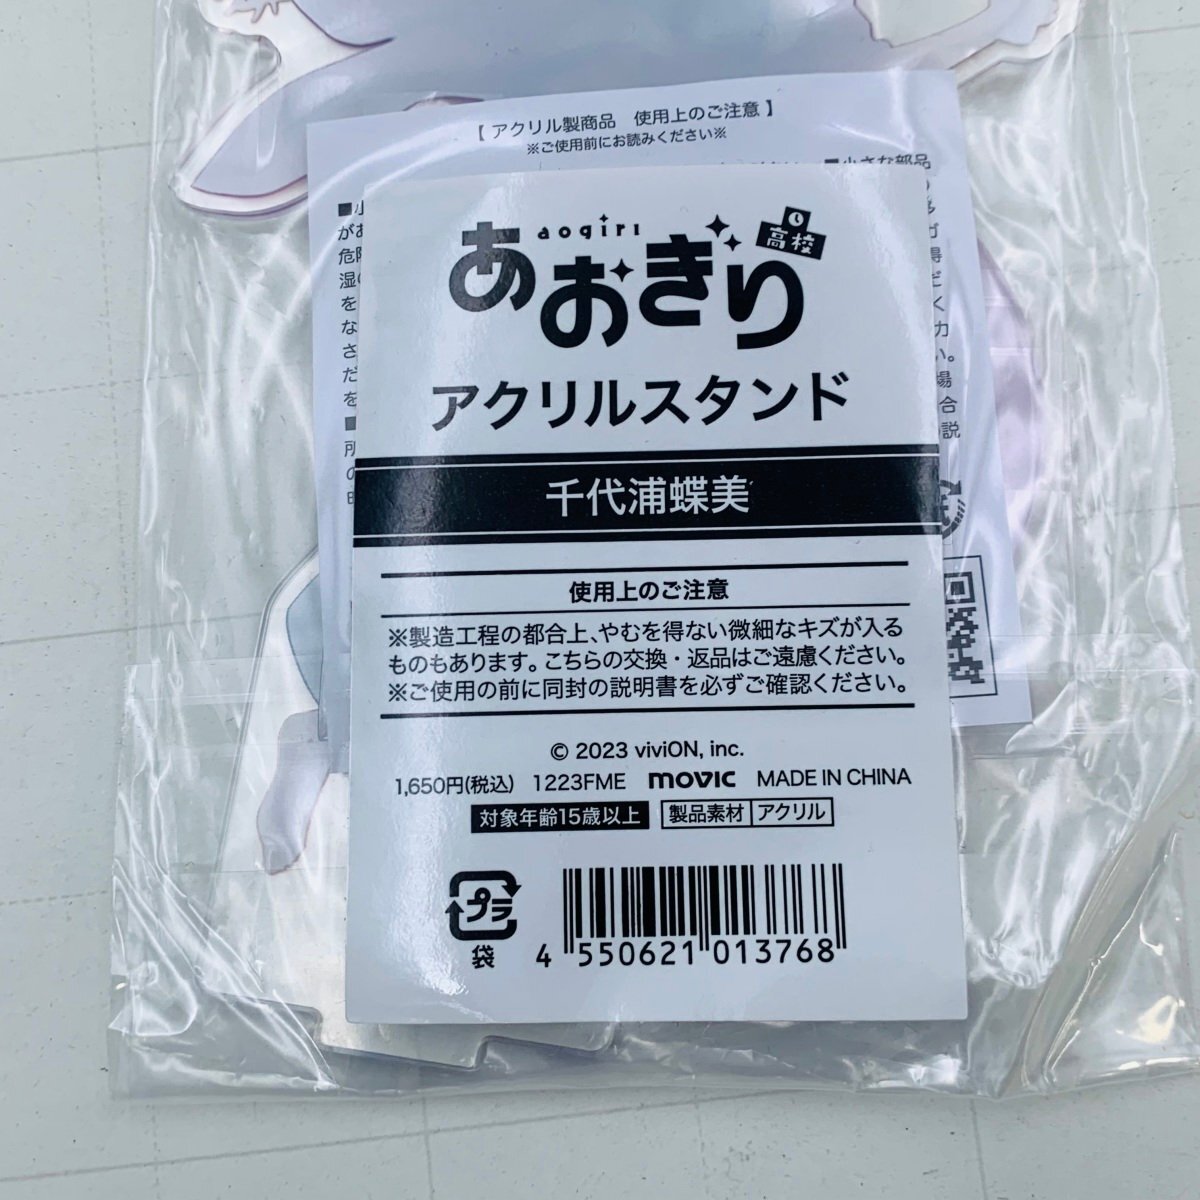 【 アクリル製商品　使用上のご注意 】
※ご使用前にお読みください※
■小さな部品
aogiri
あおぎり
高校
アクリルスタンド
千代浦蝶美
使用上のご注意
※製造工程の都合上、やむを得ない微細なキズが入る
ものもあります。こちらの交換・返品はご遠慮ください。
※ご使用の前に同封の説明書を必ずご確認ください。
© 2023 viviON, inc.
1,650円(税込) 1223FME movic MADE IN CHINA
対象年齢15歳以上 製品素材 アクリル
プラ
袋
4 550621 013768